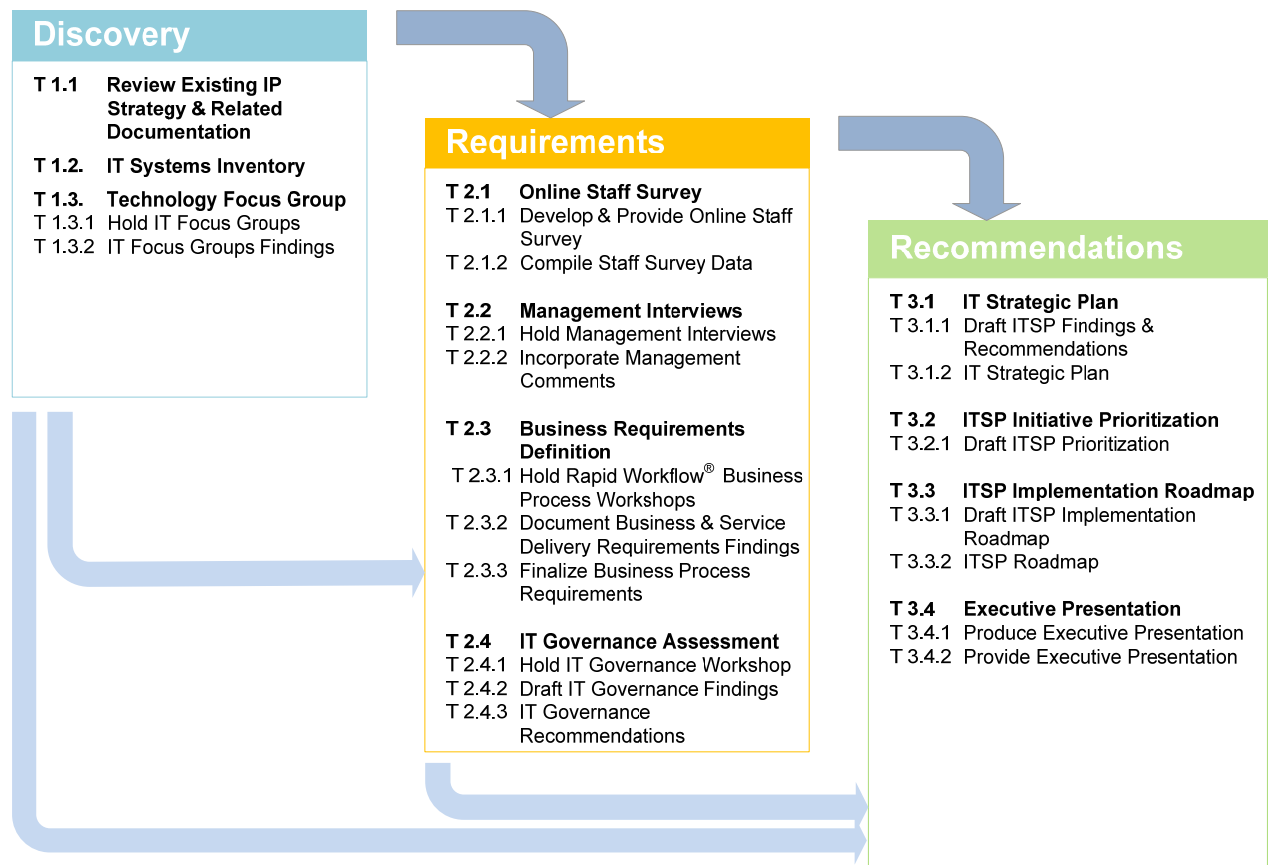 Discovery
T 1.1 Review Existing IP
Strategy & Related
Documentation
T 1.2. IT Systems Inventory
T 1.3. Technology Focus Group
T 1.3.1 Hold IT Focus Groups
T 1.3.2 IT Focus Groups Findings
Requirements
T 2.1 Online Staff Survey
T 2.1.1 Develop & Provide Online Staff
Survey
T 2.1.2 Compile Staff Survey Data
T 2.2 Management Interviews
T 2.2.1 Hold Management Interviews
T 2.2.2 Incorporate Management
Comments
T 2.3 Business Requirements
Definition
T 2.3.1 Hold Rapid Workflow® Business
Process Workshops
T 2.3.2 Document Business & Service
Delivery Requirements Findings
T 2.3.3 Finalize Business Process
Requirements
T 2.4 IT Governance Assessment
T 2.4.1 Hold IT Governance Workshop
T 2.4.2 Draft IT Governance Findings
T 2.4.3 IT Governance
Recommendations
Recommendations
T 3.1 IT Strategic Plan
T 3.1.1 Draft ITSP Findings &
Recommendations
T 3.1.2 IT Strategic Plan
T 3.2 ITSP Initiative Prioritization
T 3.2.1 Draft ITSP Prioritization
T 3.3 ITSP Implementation Roadmap
T 3.3.1 Draft ITSP Implementation
Roadmap
T 3.3.2 ITSP Roadmap
T 3.4 Executive Presentation
T 3.4.1 Produce Executive Presentation
T 3.4.2 Provide Executive Presentation